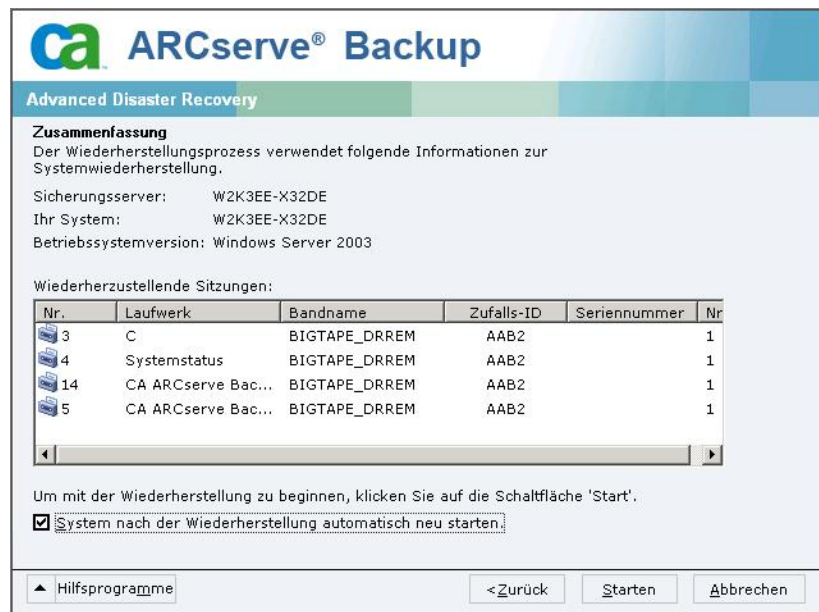 ca ARCserve® Backup
Advanced Disaster Recovery
Zusammenfassung
Der Wiederherstellungsprozess verwendet folgende Informationen zur
Systemwiederherstellung.
Sicherungsserver: W2K3EE-X32DE
Ihr System: W2K3EE-X32DE
Betriebssystemversion: Windows Server 2003
Wiederherzustellende Sitzungen:
Nr. Laufwerk Bandname Zufalls-ID Seriennummer Nr
3 C BIGTAPE_DRREM AAB2 1
4 Systemstatus BIGTAPE_DRREM AAB2 1
14 CA ARCserve Bac... BIGTAPE_DRREM AAB2 1
5 CA ARCserve Bac... BIGTAPE_DRREM AAB2 1
Um mit der Wiederherstellung zu beginnen, klicken Sie auf die Schaltfläche 'Start'.
System nach der Wiederherstellung automatisch neu starten.
Hilfsprogramme <Zurück Starten Abbrechen